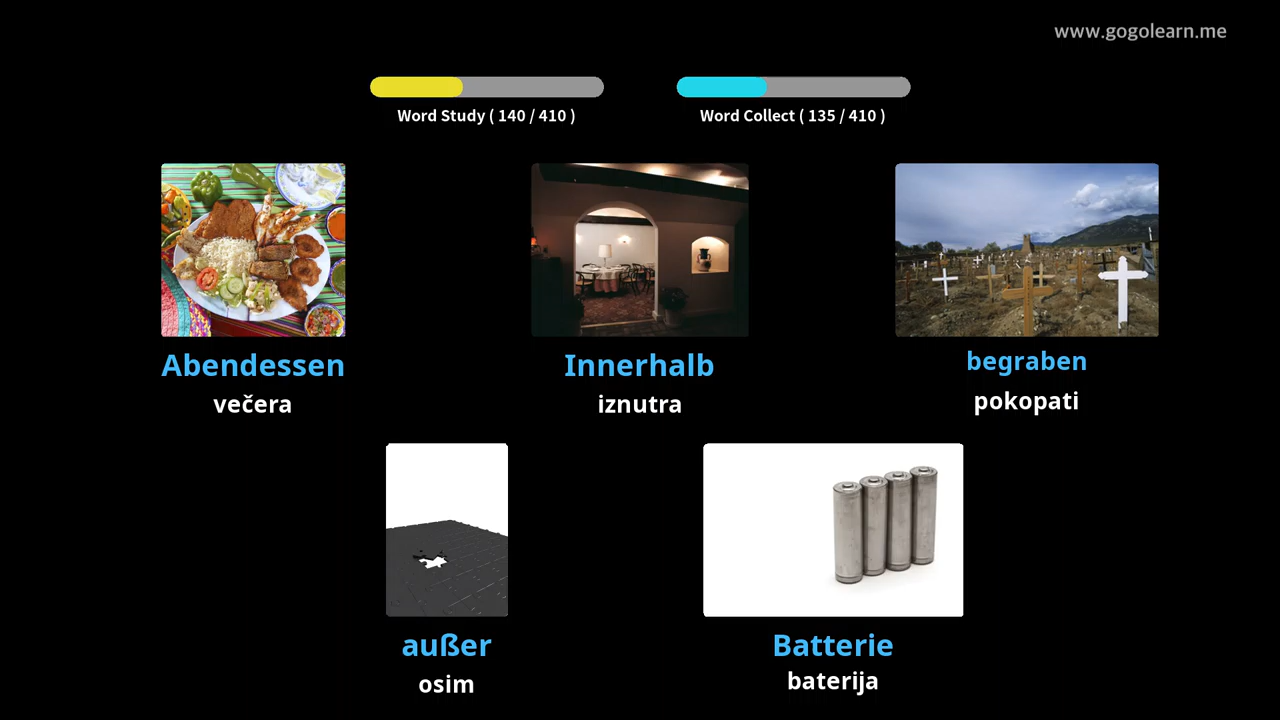 www.gogolearn.me
Word Study ( 140 / 410 )
Word Collect ( 135 / 410 )
Abendessen
večera
Innerhalb
iznutra
begraben
pokopati
außer
osim
Batterie
baterija